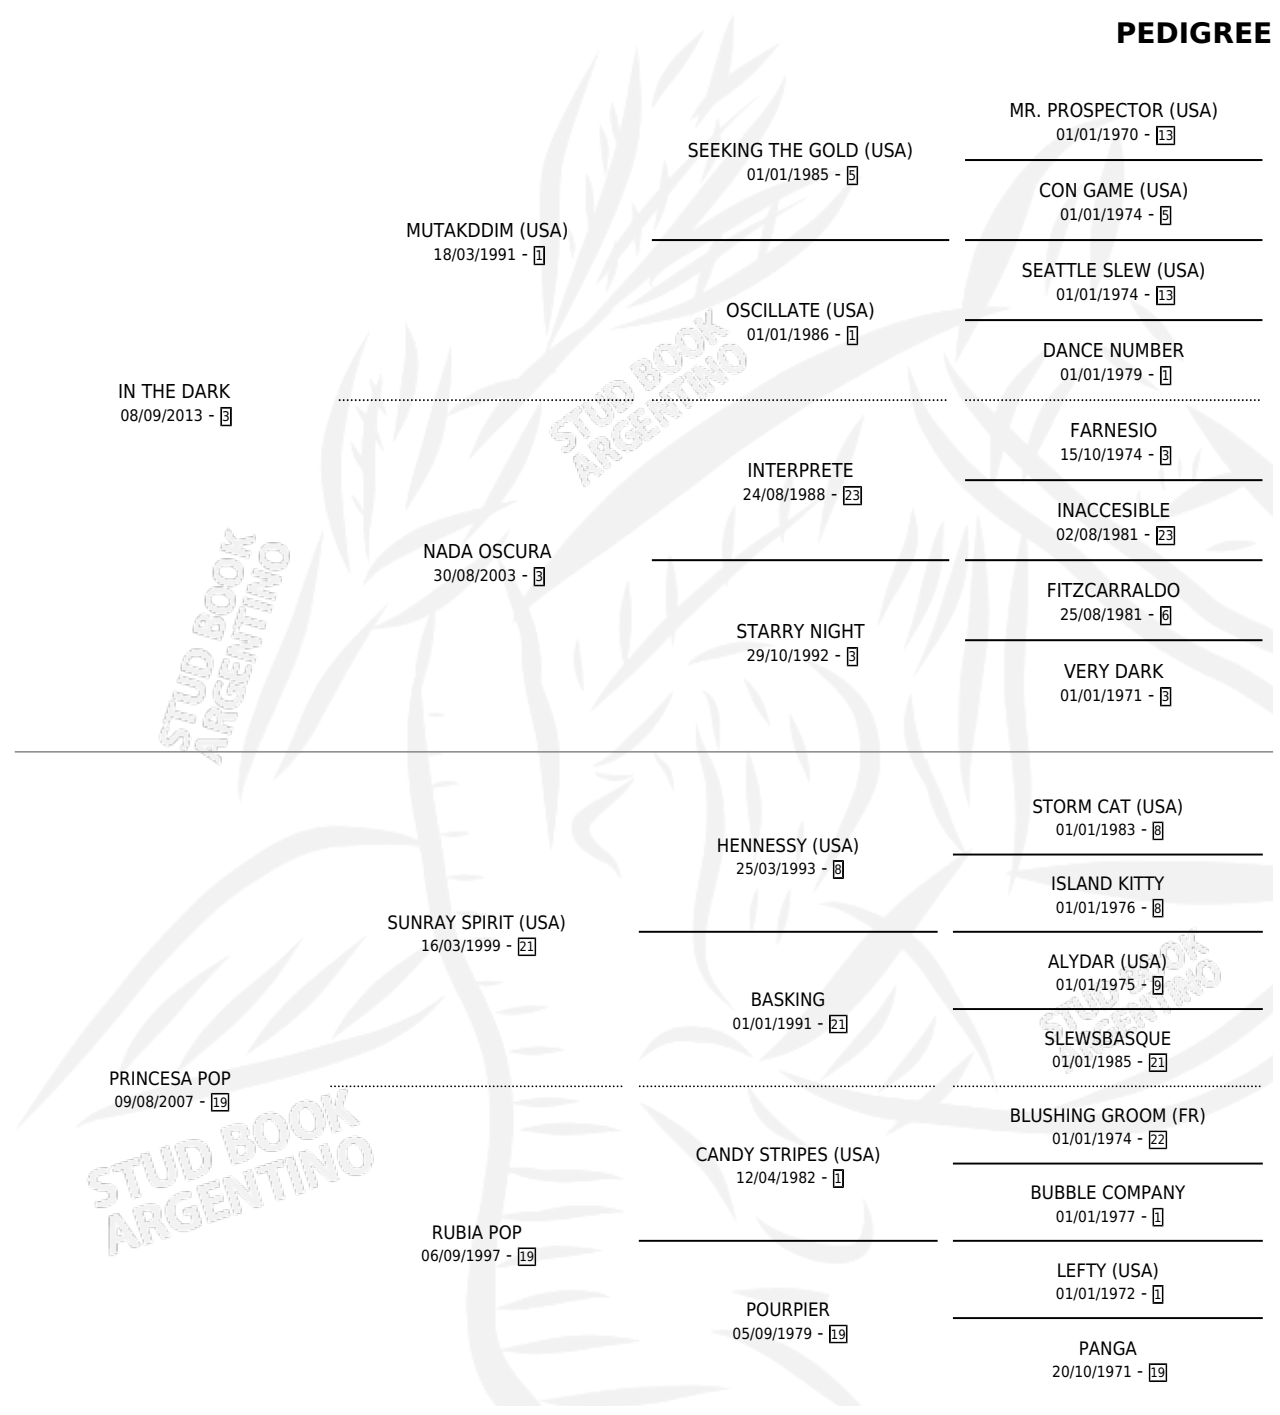 PEDIGREE
MR. PROSPECTOR (USA)
01/01/1970 - 13
SEEKING THE GOLD (USA)
01/01/1985 - 5
CON GAME (USA)
01/01/1974 - 5
MUTAKDDIM (USA)
18/03/1991 - 1
SEATTLE SLEW (USA)
01/01/1974 - 13
OSCILLATE (USA)
01/01/1986 - 1
DANCE NUMBER
01/01/1979 - 1
IN THE DARK
08/09/2013 - 3
STUD BOOK
ARGENTINO
FARNESIO
15/10/1974 - 3
INTERPRETE
24/08/1988 - 23
INACCESIBLE
02/08/1981 - 23
NADA OSCURA
30/08/2003 - 3
FITZCARRALDO
25/08/1981 - 6
STARRY NIGHT
29/10/1992 - 3
VERY DARK
01/01/1971 - 3
STUD BOOK
ARGENTINO
STORM CAT (USA)
01/01/1983 - 8
HENNESSY (USA)
25/03/1993 - 8
ISLAND KITTY
01/01/1976 - 8
SUNRAY SPIRIT (USA)
16/03/1999 - 21
ALYDAR (USA)
01/01/1975 - 9
BASKING
01/01/1991 - 21
STUD BOOK
ARGENTINO
SLEWSBASQUE
01/01/1985 - 21
PRINCESA POP
09/08/2007 - 19
STUD BOOK
ARGENTINO
BLUSHING GROOM (FR)
01/01/1974 - 22
CANDY STRIPES (USA)
12/04/1982 - 1
BUBBLE COMPANY
01/01/1977 - 1
RUBIA POP
06/09/1997 - 19
LEFTY (USA)
01/01/1972 - 1
POURPIER
05/09/1979 - 19
PANGA
20/10/1971 - 19